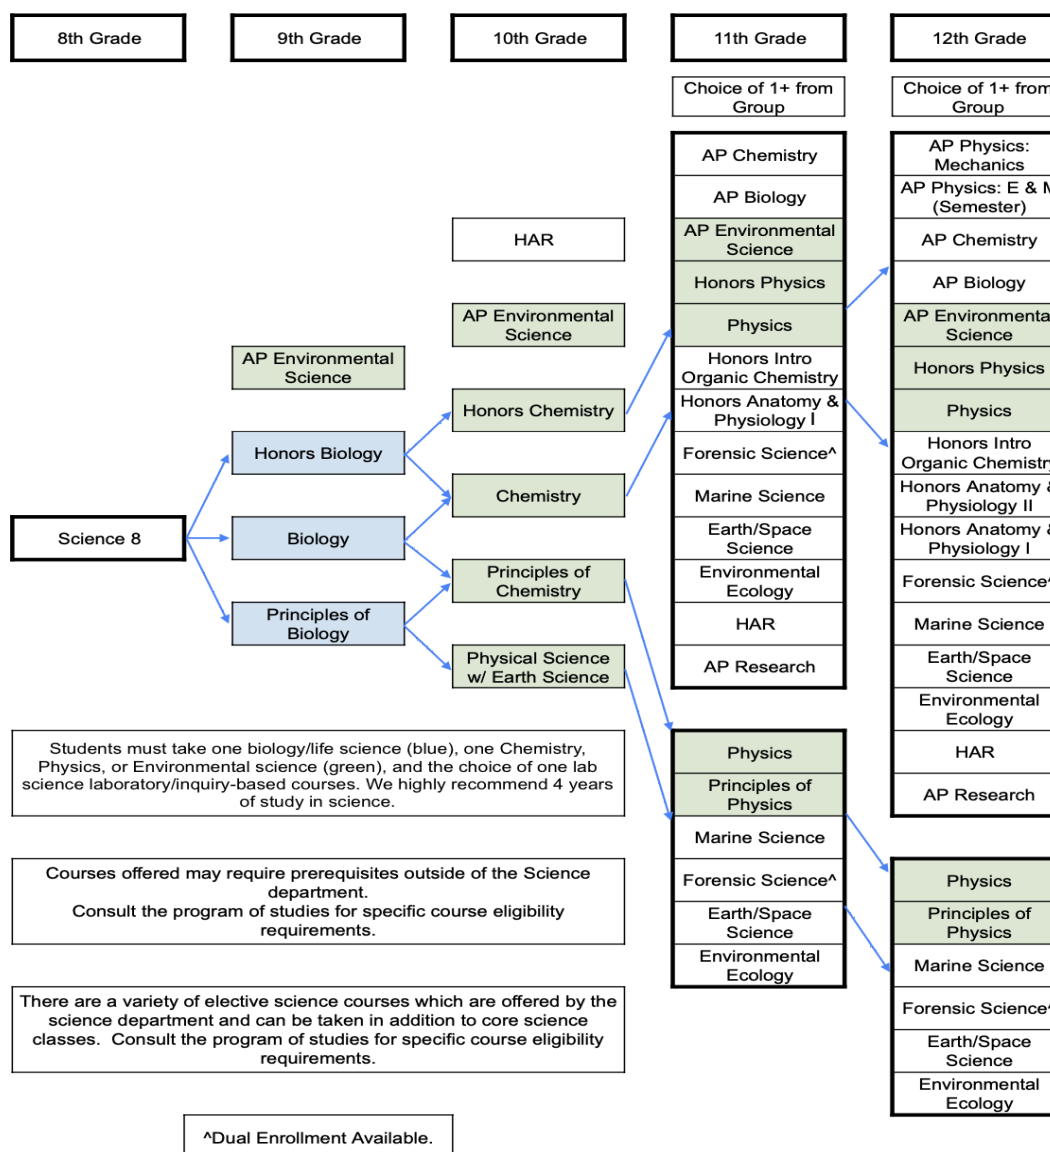 8th Grade
9th Grade
10th Grade
11th Grade
12th Grade
Choice of 1+ from
Group
Choice of 1+ from
Group
AP Chemistry
AP Biology
AP Environmental
Science
Honors Physics
Physics
Honors Intro
Organic Chemistry
Honors Anatomy &
Physiology I
Forensic Science^
Marine Science
Earth/Space
Science
Environmental
Ecology
HAR
AP Research
AP Physics:
Mechanics
AP Physics: E & M
(Semester)
AP Chemistry
AP Biology
AP Environmental
Science
Honors Physics
Physics
Honors Intro
Organic Chemistry
Honors Anatomy &
Physiology II
Honors Anatomy &
Physiology I
Forensic Science^
Marine Science
Earth/Space
Science
Environmental
Ecology
HAR
AP Research
HAR
AP Environmental
Science
AP Environmental
Science
Honors Chemistry
Honors Biology
Chemistry
Science 8
Biology
Principles of
Chemistry
Principles of
Biology
Physical Science
w/ Earth Science
Physics
Principles of
Physics
Marine Science
Forensic Science^
Earth/Space
Science
Environmental
Ecology
Physics
Principles of
Physics
Marine Science
Forensic Science^
Earth/Space
Science
Environmental
Ecology
Students must take one biology/life science (blue), one Chemistry,
Physics, or Environmental science (green), and the choice of one lab
science laboratory/inquiry-based courses. We highly recommend 4 years
of study in science.
Courses offered may require prerequisites outside of the Science
department.
Consult the program of studies for specific course eligibility
requirements.
There are a variety of elective science courses which are offered by the
science department and can be taken in addition to core science
classes.  Consult the program of studies for specific course eligibility
requirements.
^Dual Enrollment Available.